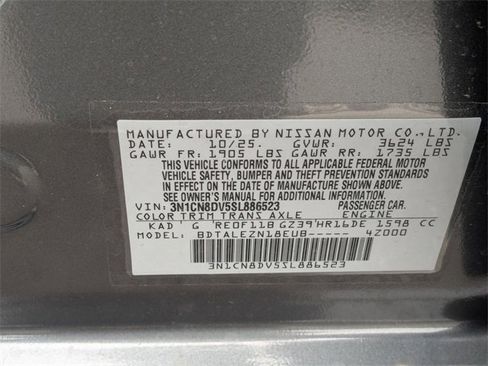 MANUFACTURED BY NISSAN MOTOR CO.,LTD.
DATE: 10/25. GVWR: 3624 LBS
GAWR FR: 1905 LBS GAWR RR: 1735 LBS
THIS VEHICLE CONFORMS TO ALL APPLICABLE FEDERAL MOTOR
VEHICLE SAFETY, BUMPER, AND THEFT PREVENTION STANDARDS
IN EFFECT ON THE DATE OF MANUFACTURE SHOWN ABOVE.
SEE OWNER'S MANUAL FOR ADDITIONAL INFORMATION
VIN: 3N1CN8DV5SL886523 PASSENGER CAR.
COLOR TRIM TRANS AXLE ENGINE
KAD' G 'RE0F11B GZ39'HR16DE 1598 CC
BDTALEZN18EUB----- 4Z000
3N1CN8DV5SL886523